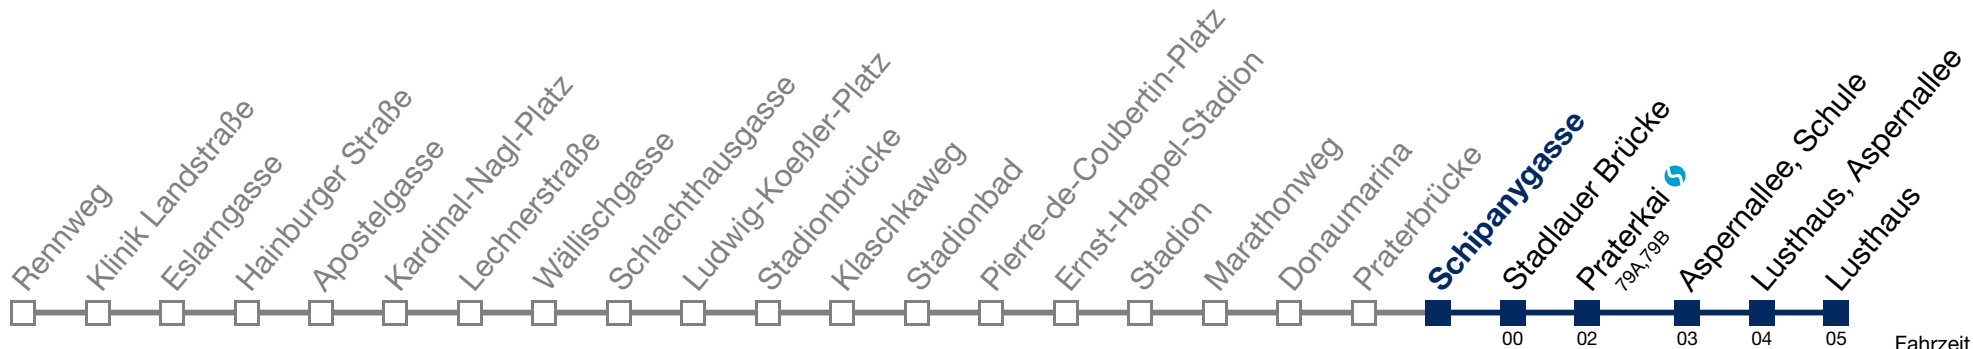 Rennweg
Klinik Landstraße
Eslarngasse
Hainburger Straße
Apostelgasse
Kardinal-Nagl-Platz
Lechnerstraße
Wällischgasse
Schlachthausgasse
Ludwig-Koeßler-Platz
Stadionbrücke
Klaschkaweg
Stadionbad
Pierre-de-Coubertin-Platz
Ernst-Happel-Stadion
Stadion
Marathonweg
Donaumarina
Praterbrücke
Schipanygasse
Stadlauer Brücke
Praterkai
79A,79B
Aspernallee, Schule
Lusthaus, Aspernallee
Lusthaus
00 02 03 04 05 Fahrzeit